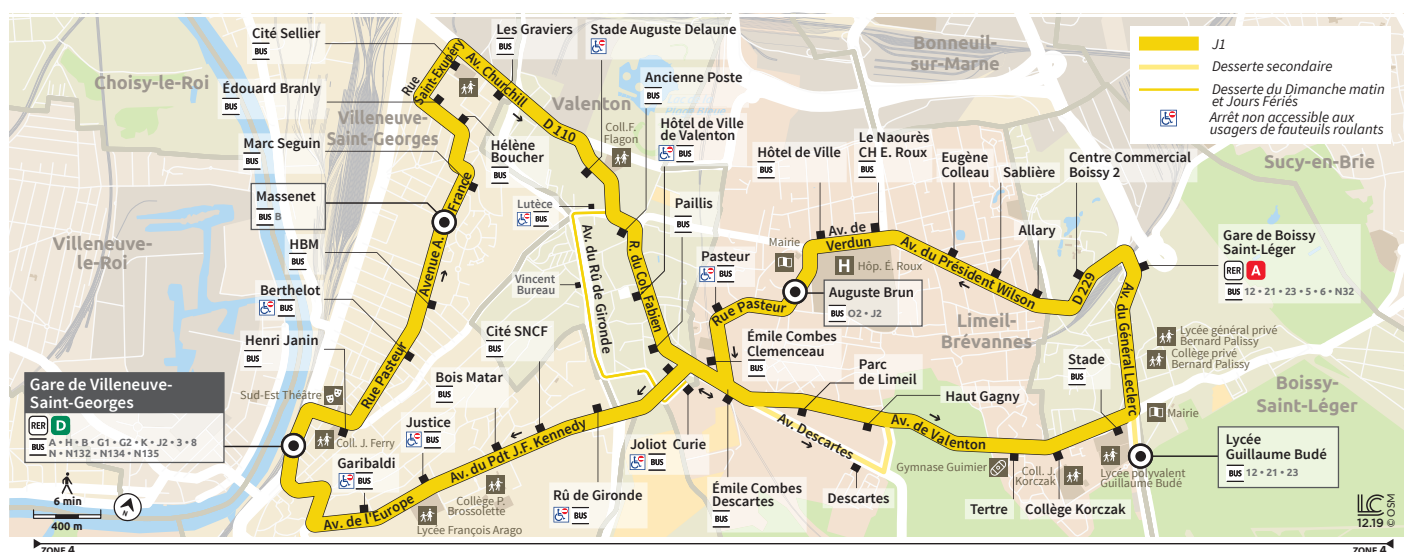 Cité Sellier
BUS
Les Graviers
BUS
Stade Auguste Delaune
BUS
Bonneuil-
sur-Marne
J1
Desserte secondaire
Desserte du Dimanche matin
et Jours Fériés
Arrêt non accessible aux
usagers de fauteuils roulants
Choisy-le-Roi
Rue
Saint-Exupéry
Av. Churchill
D 110
Valenton
Ancienne Poste
BUS
Édouard Branly
BUS
Villeneuve-
Saint-Georges
Hôtel de Ville
de Valenton
BUS
Coll.F.
Flagon
Marc Seguin
BUS
Hélène
Boucher
BUS
Hôtel de Ville
BUS
Le Naourès
CH E. Roux
BUS
Eugène
Colleau
Sablière
Centre Commercial
Boissy 2
Sucy-en-Brie
Massenet
BUS B
Lutèce
BUS
Paillis
BUS
Allary
Villeneuve-
le-Roi
HBM
BUS
Avenue A. France
Av. du Rû de Gironde
R. du Col. Fabien
Mairie
Av. de
Verdun
H Hôp. É. Roux
Av. du Président Wilson
D 229
Gare de Boissy
Saint-Léger
RER A
BUS 12 • 21 • 23 • 5 • 6 • N32
Pasteur
BUS
Vincent
Bureau
Berthelot
BUS
Rue Pasteur
Auguste Brun
BUS O2 • J2
Av. du Général Leclerc
Limeil-
Brévannes
Henri Janin
BUS
Cité SNCF
BUS
Émile Combes
Clemenceau
BUS
Lycée général privé
Bernard Palissy
Collège privé
Bernard Palissy
Stade
BUS
Rue Pasteur
Bois Matar
BUS
Parc
de Limeil
Gare de Villeneuve-
Saint-Georges
RER D
BUS A • H • B • G1 • G2 • K • J2 • 3 • 8
N • N132 • N134 • N135
Sud-Est Théâtre
Boissy-
Saint-Léger
Haut Gagny
Mairie
Justice
BUS
Coll. J. Ferry
Av. du Pdt J.F. Kennedy
Av. Descartes
Av. de Valenton
Joliot Curie
BUS
Lycée
Guillaume Budé
BUS 12 • 21 • 23
Garibaldi
BUS
Gymnase Guimier
Coll. J.
Korczak
Lycée polyvalent
Guillaume Budé
6 min
400 m
N
Collège P.
Brossolette
Rû de Gironde
BUS
Émile Combes
Descartes
BUS
Descartes
Tertre
Collège Korczak
Av. de l'Europe
Lycée François Arago
LC
12.19 © OSM
ZONE 4
ZONE 4